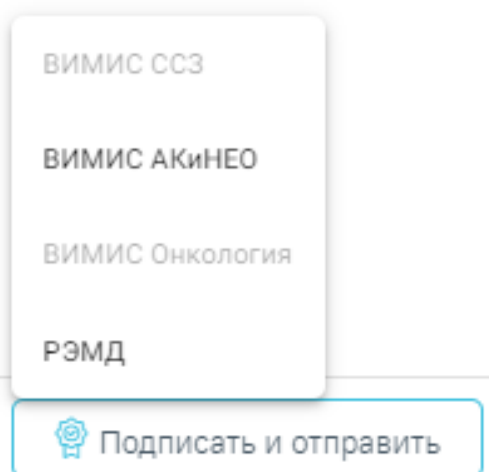 ВИМИС ССЗ
ВИМИС АКиНЕО
ВИМИС Онкология
РЭМД
Подписать и отправить